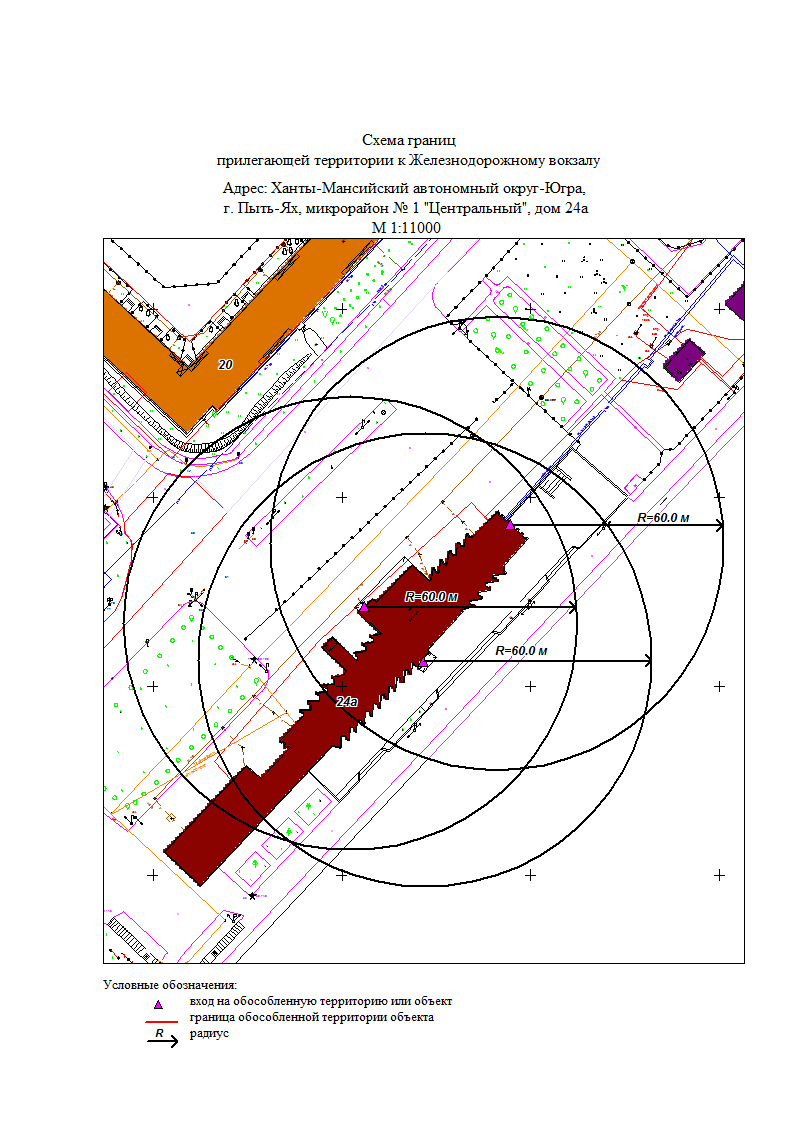 Схема границ
прилегающей территории к Железнодорожному вокзалу
Адрес: Ханты-Мансийский автономный округ-Югра,
г. Пыть-Ях, микрорайон № 1 "Центральный", дом 24а
М 1:11000
20
R=60.0 м
R=60.0 м
R=60.0 м
24а
Условные обозначения:
вход на обособленную территорию или объект
граница обособленной территории объекта
R
радиус